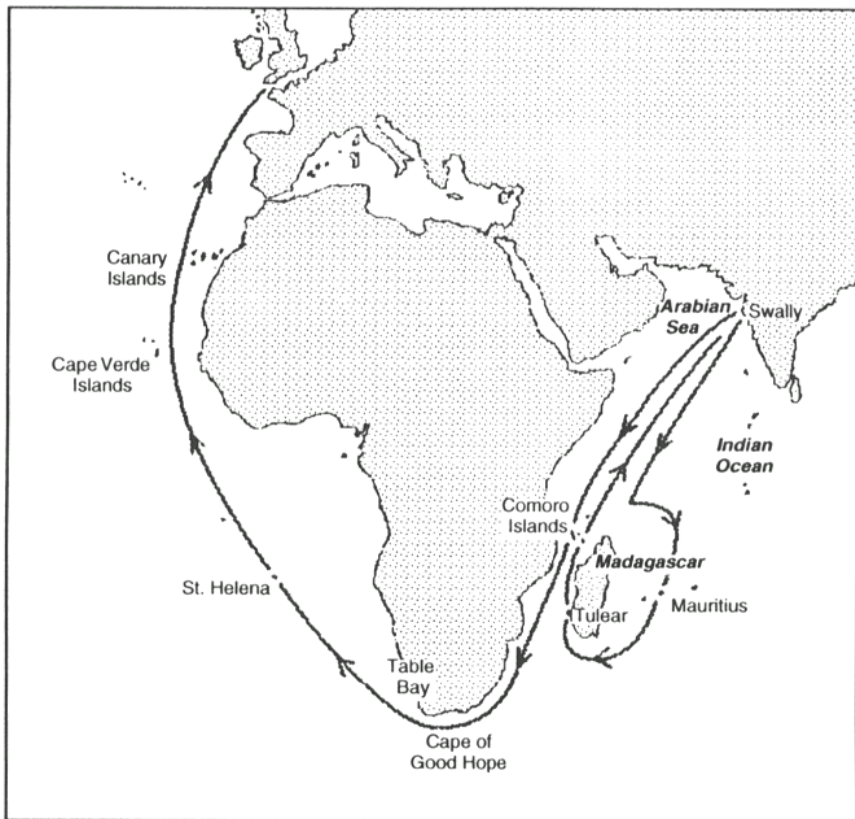 Canary
Islands
Arabian
Sea
Swally
Cape Verde
Islands
Indian
Ocean
Comoro
Islands
Madagascar
St. Helena
Mauritius
Tulear
Table
Bay
Cape of
Good Hope